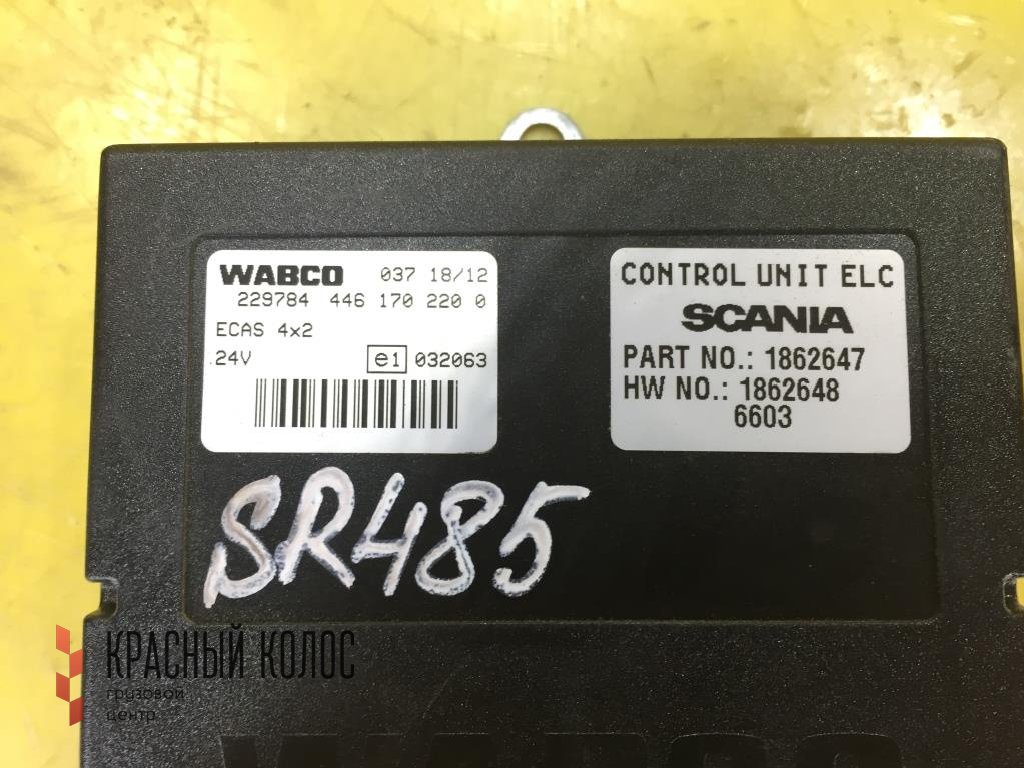 WABCO 037 18/12
229784 446 170 220 0
ECAS 4x2
24V e1 032063
CONTROL UNIT ELC
SCANIA
PART NO.: 1862647
HW NO.: 1862648
6603
SR485
КРАСНЫЙ КОЛОС
грузовой
центр
WABCO